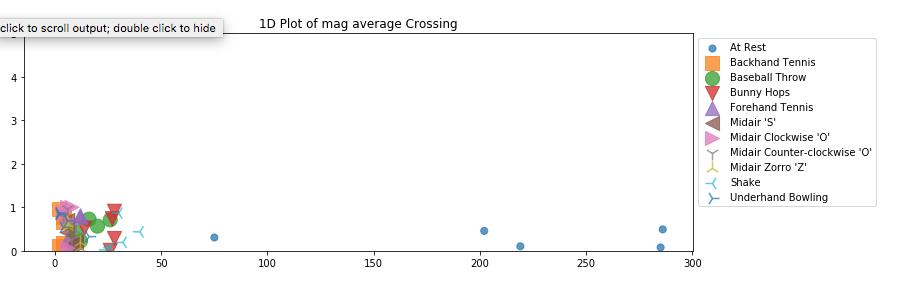 click to scroll output; double click to hide
1D Plot of mag average Crossing
4
3
2
1
0
0 50 100 150 200 250 300
At Rest
Backhand Tennis
Baseball Throw
Bunny Hops
Forehand Tennis
Midair 'S'
Midair Clockwise 'O'
Midair Counter-clockwise 'O'
Midair Zorro 'Z'
Shake
Underhand Bowling